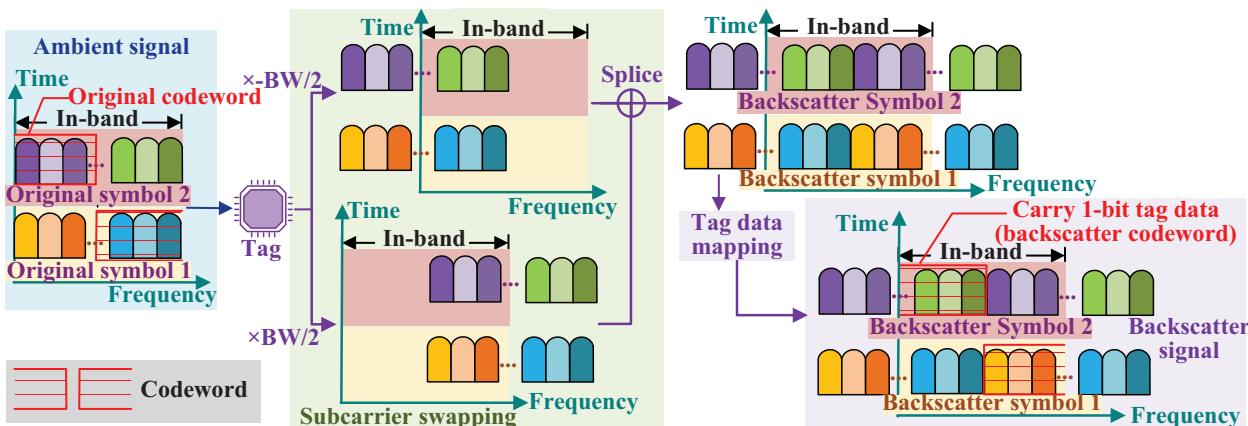 Ambient signal
Time
Original codeword
In-band
...
Original symbol 2
...
Original symbol 1
Frequency
Codeword
Tag
×-BW/2
×BW/2
Time
In-band
...
...
Frequency
Time
In-band
...
...
Frequency
Subcarrier swapping
Splice
Time
In-band
... ...
Backscatter Symbol 2
... ...
Backscatter symbol 1
Frequency
Tag data
mapping
Time
Carry 1-bit tag data
(backscatter codeword)
In-band
... ...
Backscatter Symbol 2
... ...
Backscatter symbol 1
Frequency
Backscatter
signal